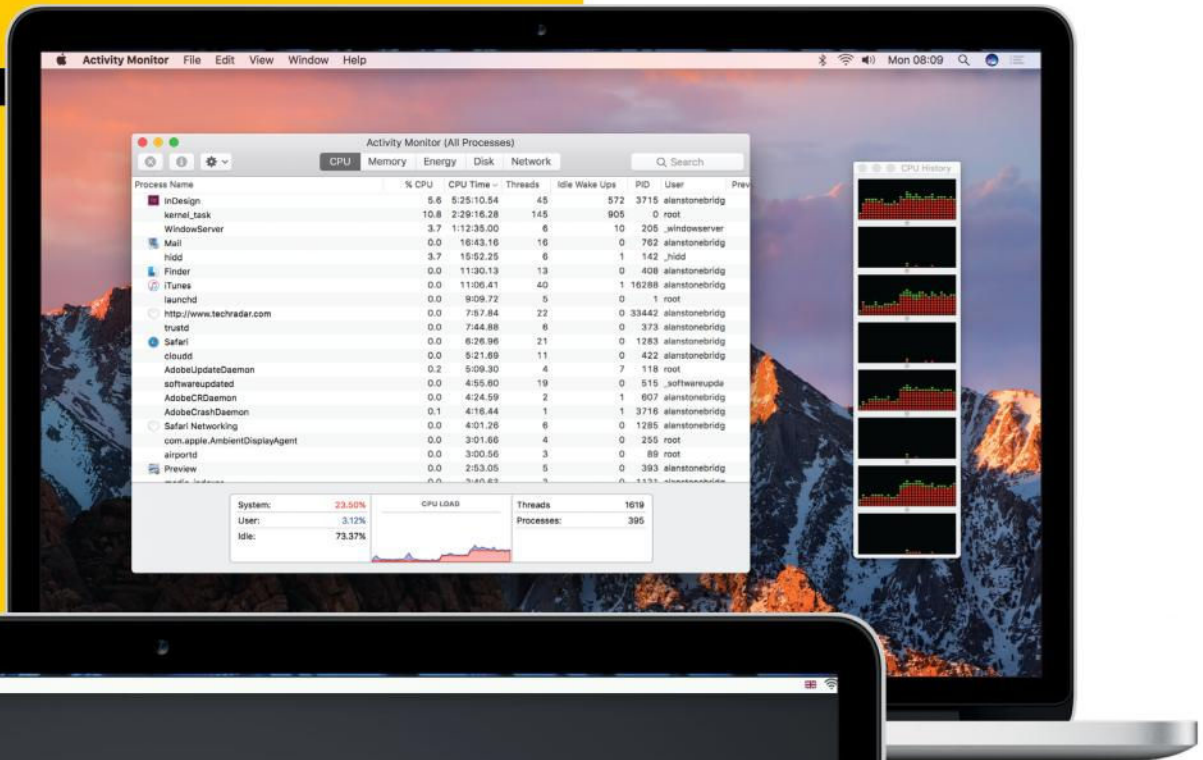 Activity Monitor File Edit View Window Help Mon 08:09
Activity Monitor (All Processes)
CPU Memory Energy Disk Network Search
CPU History
Process Name % CPU CPU Time Threads Idle Wake Ups PID User Prev
InDesign 5.6 5:25:10.54 45 572 3715 alanstonebridg
kernel_task 10.8 2:29:16.28 145 905 0 root
WindowServer 3.7 1:12:35.00 6 10 205 _windowserver
Mail 0.0 16:43.16 16 0 762 alanstonebridg
hidd 3.7 15:52.25 6 1 142 _hidd
Finder 0.0 11:30.13 13 0 408 alanstonebridg
iTunes 0.0 11:06.41 40 1 16288 alanstonebridg
launchd 0.0 9:09.72 5 0 1 root
http://www.techradar.com 0.0 7:57.84 22 0 33442 alanstonebridg
trustd 0.0 7:44.88 6 0 373 alanstonebridg
Safari 0.0 6:26.96 21 0 1283 alanstonebridg
cloudd 0.0 5:21.69 11 0 422 alanstonebridg
AdobeUpdateDaemon 0.2 5:09.30 4 7 118 root
softwareupdated 0.0 4:55.60 19 0 515 _softwareupda
AdobeCRDaemon 0.0 4:24.59 2 1 607 alanstonebridg
AdobeCrashDaemon 0.1 4:16.44 1 1 3716 alanstonebridg
Safari Networking 0.0 4:01.26 6 0 1285 alanstonebridg
com.apple.AmbientDisplayAgent 0.0 3:01.66 4 0 255 root
airportd 0.0 3:00.56 3 0 89 root
Preview 0.0 2:53.05 5 0 393 alanstonebridg
System: 23.50% CPU LOAD Threads 1619
User: 3.12% Processes: 395
Idle: 73.37%